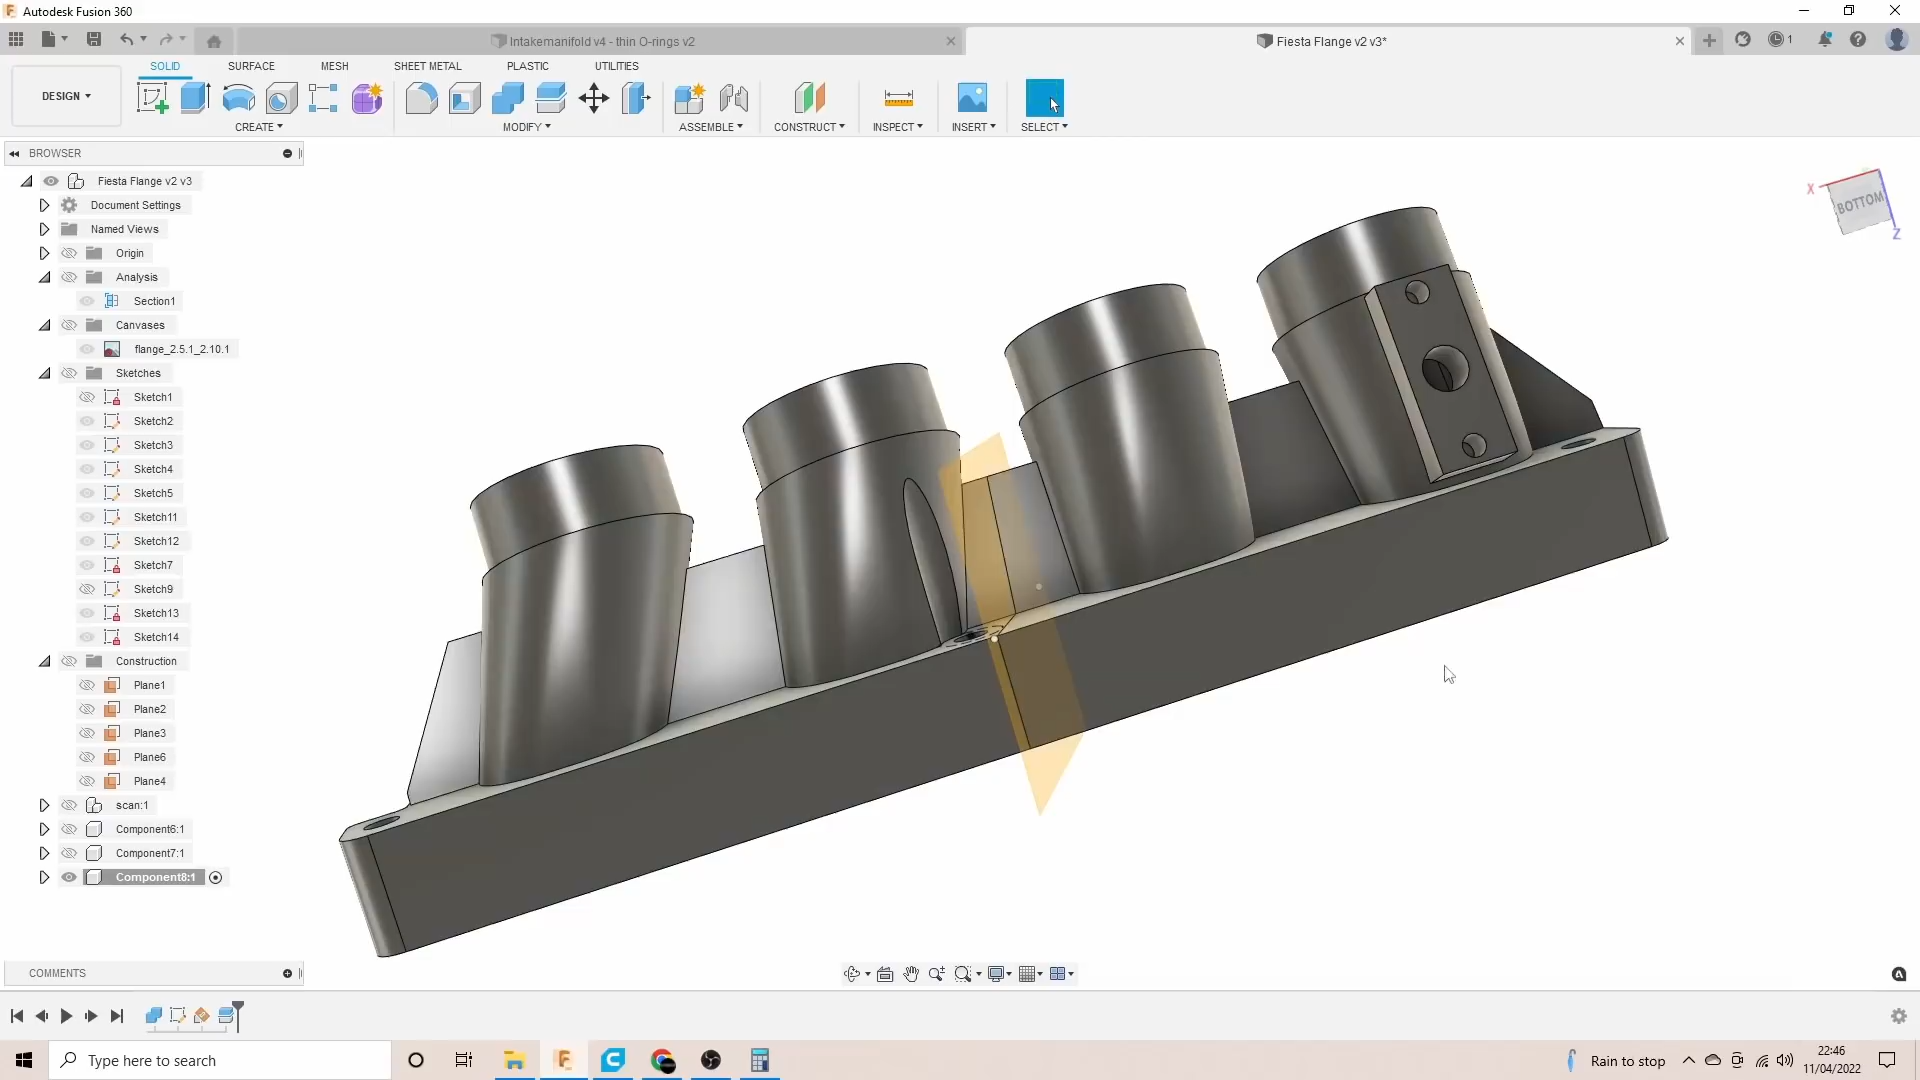 Autodesk Fusion 360
Intakemanifold v4 - thin O-rings v2
Fiesta Flange v2 v3*
1
DESIGN
SOLID
SURFACE
MESH
SHEET METAL
PLASTIC
UTILITIES
CREATE
MODIFY
ASSEMBLE
CONSTRUCT
INSPECT
INSERT
SELECT
BROWSER
Fiesta Flange v2 v3
Document Settings
Named Views
Origin
Analysis
Section1
Canvases
flange_2.5.1_2.10.1
Sketches
Sketch1
Sketch2
Sketch3
Sketch4
Sketch5
Sketch11
Sketch12
Sketch7
Sketch9
Sketch13
Sketch14
Construction
Plane1
Plane2
Plane3
Plane6
Plane4
scan:1
Component6:1
Component7:1
Component8:1
X
BOTTOM
Z
COMMENTS
Type here to search
Rain to stop
22:46
11/04/2022